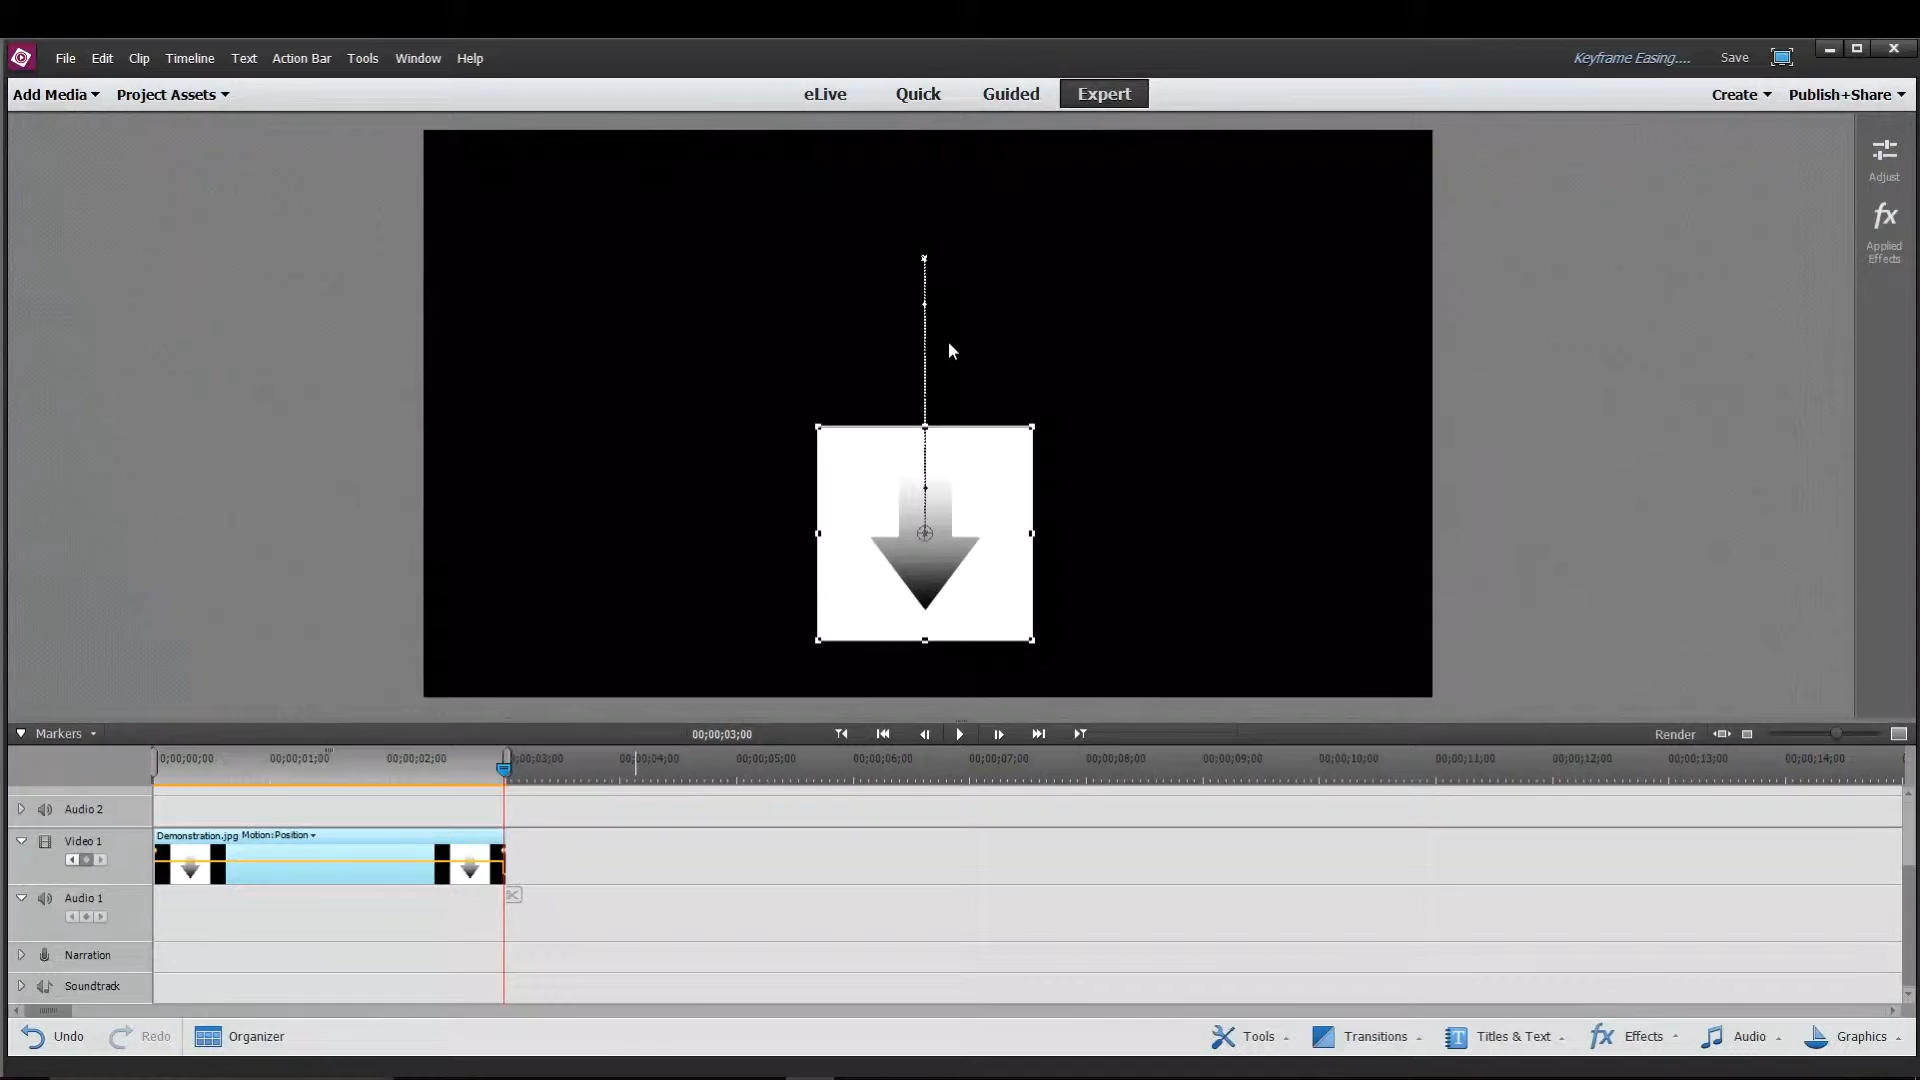 File Edit Clip Timeline Text Action Bar Tools Window Help
Keyframe Easing.... Save
Add Media Project Assets
eLive Quick Guided Expert
Create Publish+Share
Adjust
fx
Applied
Effects
Markers
00;00;03;00
Render
0;00;00;00 00;00;01;00 00;00;02;00 00;00;03;00 00;00;04;00 00;00;05;00 00;00;06;00 00;00;07;00 00;00;08;00 00;00;09;00 00;00;10;00 00;00;11;00 00;00;12;00 00;00;13;00 00;00;14;00
Audio 2
Video 1
Demonstration.jpg Motion:Position
Audio 1
Narration
Soundtrack
Undo Redo Organizer
Tools Transitions T Titles & Text fx Effects Audio Graphics